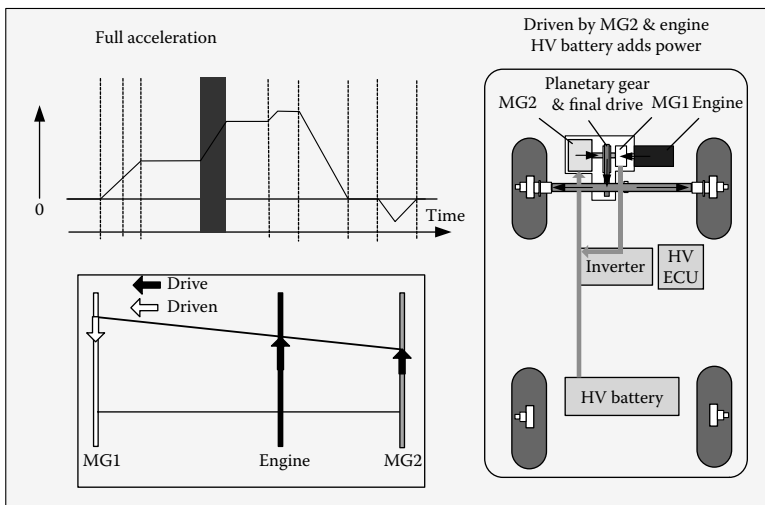 Full acceleration
0
Time
Drive
Driven
MG1
Engine
MG2
Driven by MG2 & engine
HV battery adds power
Planetary gear
& final drive
MG2
MG1
Engine
Inverter
HV
ECU
HV battery